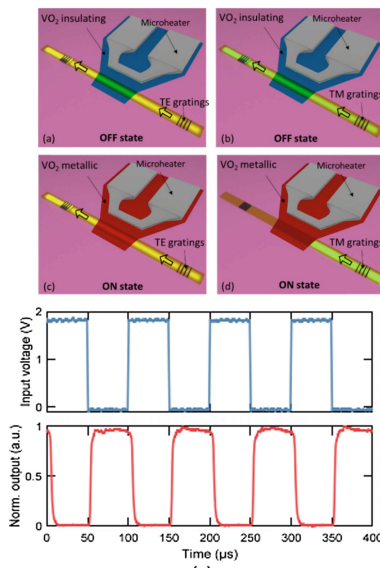 VO₂ insulating
Microheater
TE gratings
(a)
OFF state
VO₂ insulating
Microheater
TM gratings
(b)
OFF state
VO₂ metallic
Microheater
TE gratings
(c)
ON state
VO₂ metallic
Microheater
TM gratings
(d)
ON state
Input voltage (V)
2
1
0
Norm. output (a.u.)
1
0.5
0
0 50 100 150 200 250 300 350 400
Time (μs)